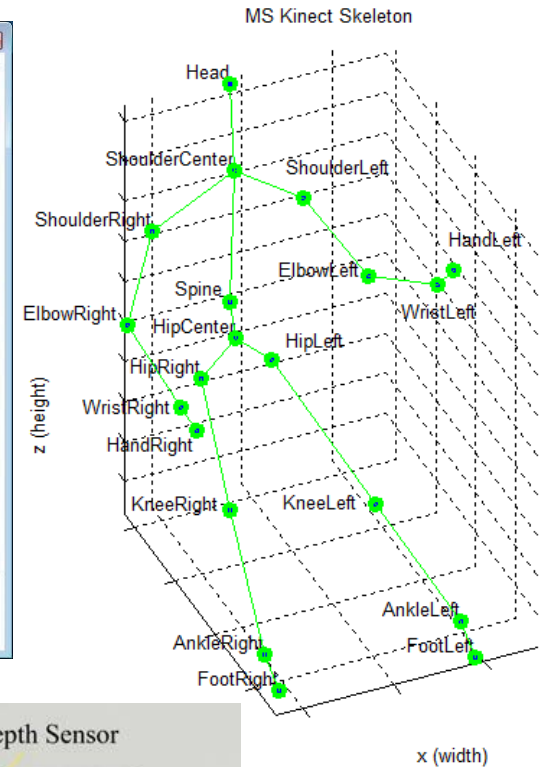 MS Kinect Skeleton
Head
ShoulderCenter
ShoulderLeft
ShoulderRight
HandLeft
ElbowLeft
Spine
WristLeft
ElbowRight
HipCenter
HipLeft
HipRight
WristRight
HandRight
z (height)
KneeRight
KneeLeft
AnkleLeft
AnkleRight
FootLeft
FootRight
epth Sensor
x (width)